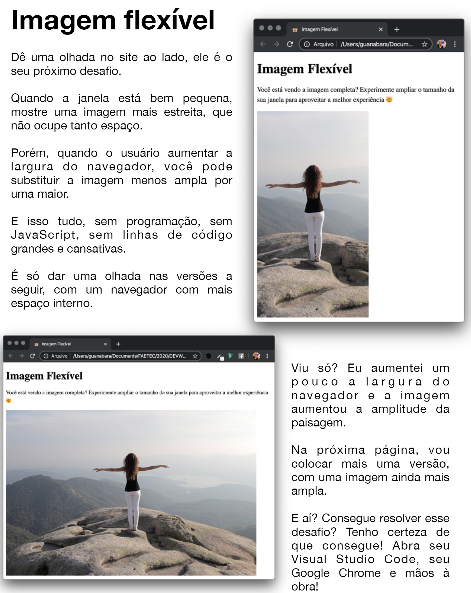 Imagem flexível
Dê uma olhada no site ao lado, ele é o
seu próximo desafio.
Quando a janela está bem pequena,
mostre uma imagem mais estreita, que
não ocupe tanto espaço.
Porém, quando o usuário aumentar a
largura do navegador, você pode
substituir a imagem menos ampla por
uma maior.
E isso tudo, sem programação, sem
JavaScript, sem linhas de código
grandes e cansativas.
É só dar uma olhada nas versões a
seguir, com um navegador com mais
espaço interno.
Imagem Flexível
Arquivo | /Users/guanabara/Docum...
Imagem Flexível
Você está vendo a imagem completa? Experimente ampliar o tamanho da
sua janela para aproveitar a melhor experiência 😍
Imagem Flexível
Arquivo | /Users/guanabara/Documents/FAETEC/2020/DEVW...
Imagem Flexível
Você está vendo a imagem completa? Experimente ampliar o tamanho da sua janela para aproveitar a melhor experiência
Viu só? Eu aumentei um
pouco a largura do
navegador e a imagem
aumentou a amplitude da
paisagem.
Na próxima página, vou
colocar mais uma versão,
com uma imagem ainda mais
ampla.
E aí? Consegue resolver esse
desafio? Tenho certeza de
que consegue! Abra seu
Visual Studio Code, seu
Google Chrome e mãos à
obra!